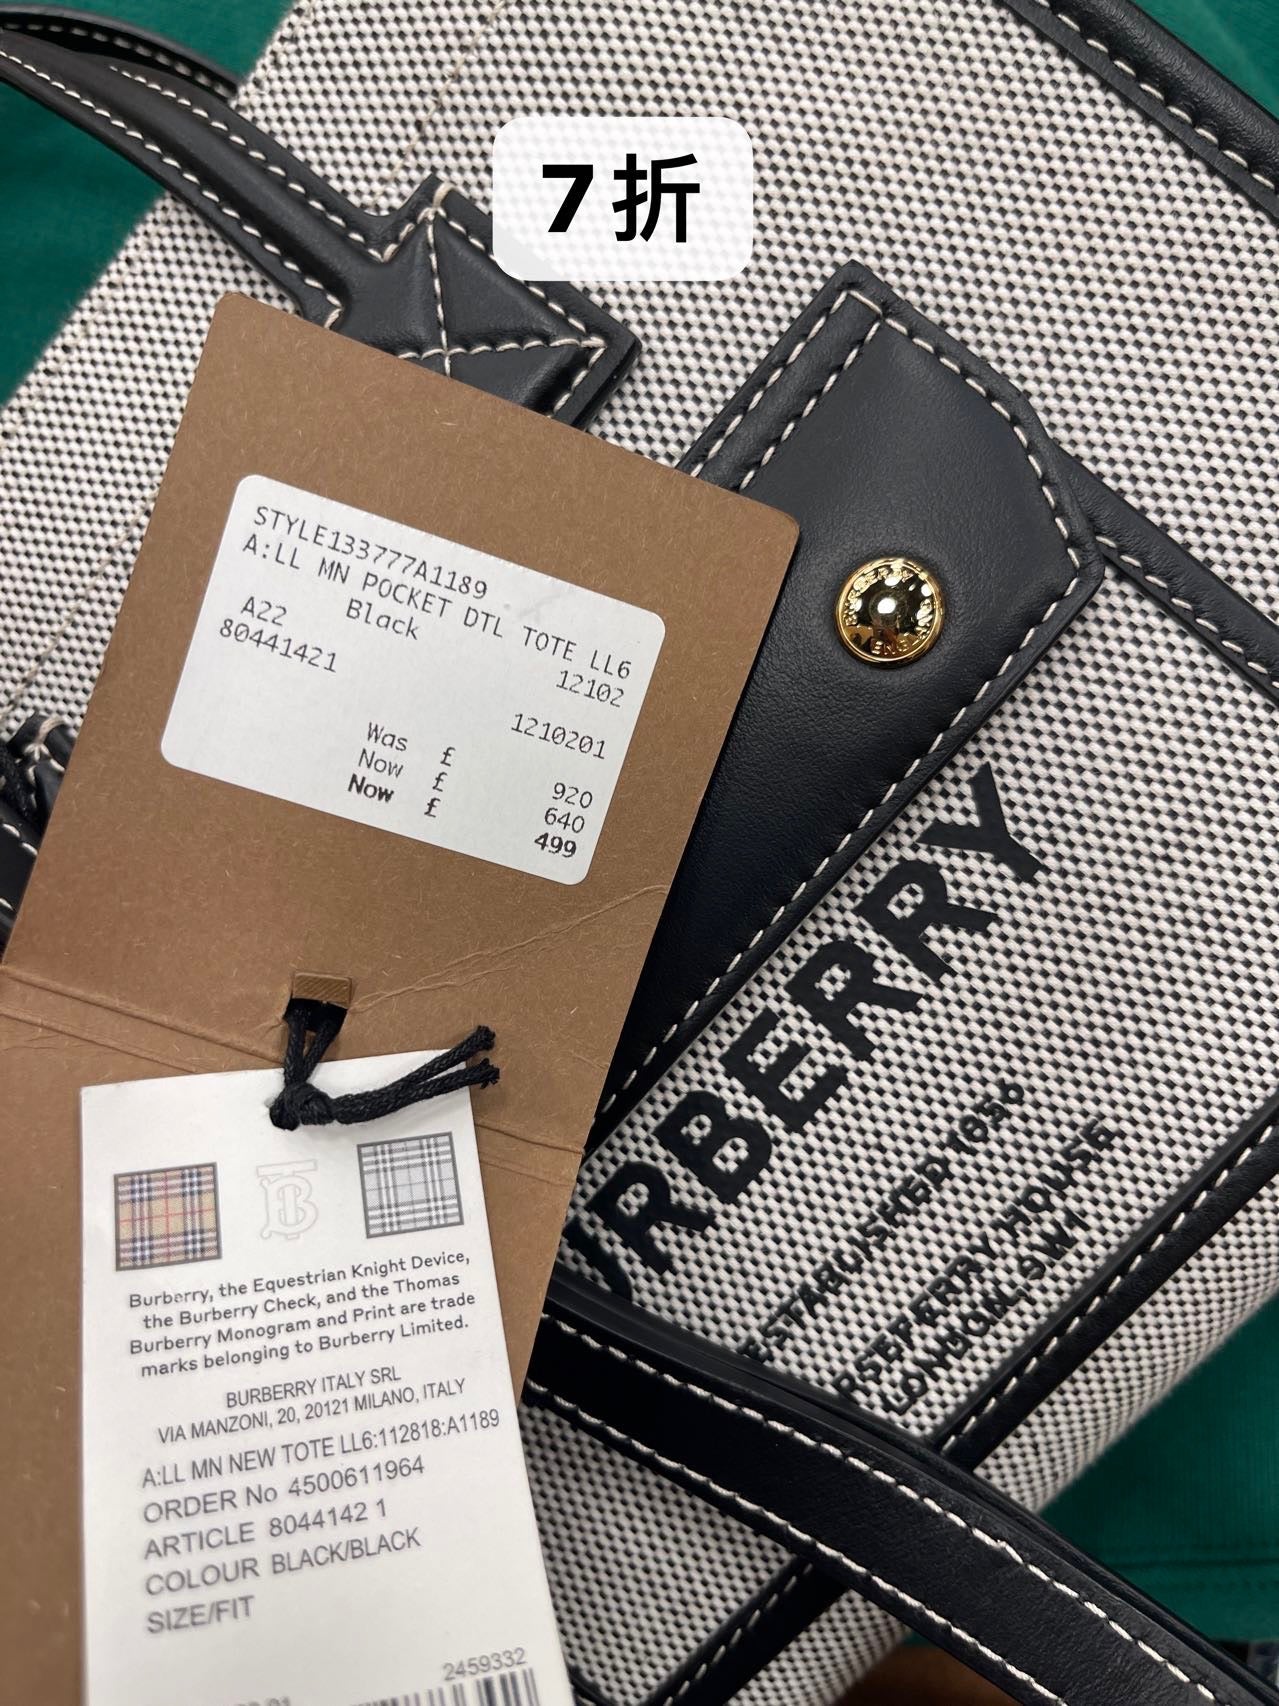 7折
STYLE133777A1189
A:LL MN POCKET DTL TOTE LL6
A22 Black 12102
80441421
1210201
Was £ 920
Now £ 640
Now £ 499
BURBERRY
ENGLAND
BURBERRY
ESTABLISHED 1856
HORSEFERRY HOUSE
LONDON, SW1
Burberry, the Equestrian Knight Device,
the Burberry Check, and the Thomas
Burberry Monogram and Print are trade
marks belonging to Burberry Limited.
BURBERRY ITALY SRL
VIA MANZONI, 20, 20121 MILANO, ITALY
A:LL MN NEW TOTE LL6:112818:A1189
ORDER No 4500611964
ARTICLE 8044142 1
COLOUR BLACK/BLACK
SIZE/FIT
2459332